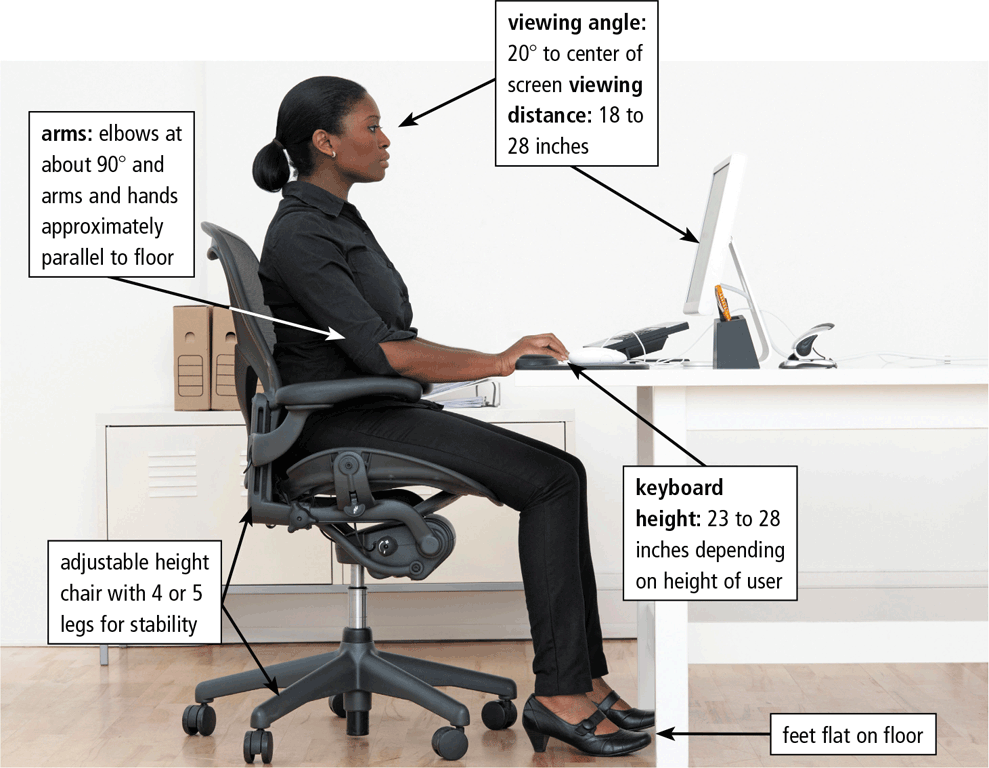 viewing angle:
20° to center of
screen viewing
distance: 18 to
28 inches
arms: elbows at
about 90° and
arms and hands
approximately
parallel to floor
keyboard
height: 23 to 28
inches depending
on height of user
adjustable height
chair with 4 or 5
legs for stability
feet flat on floor